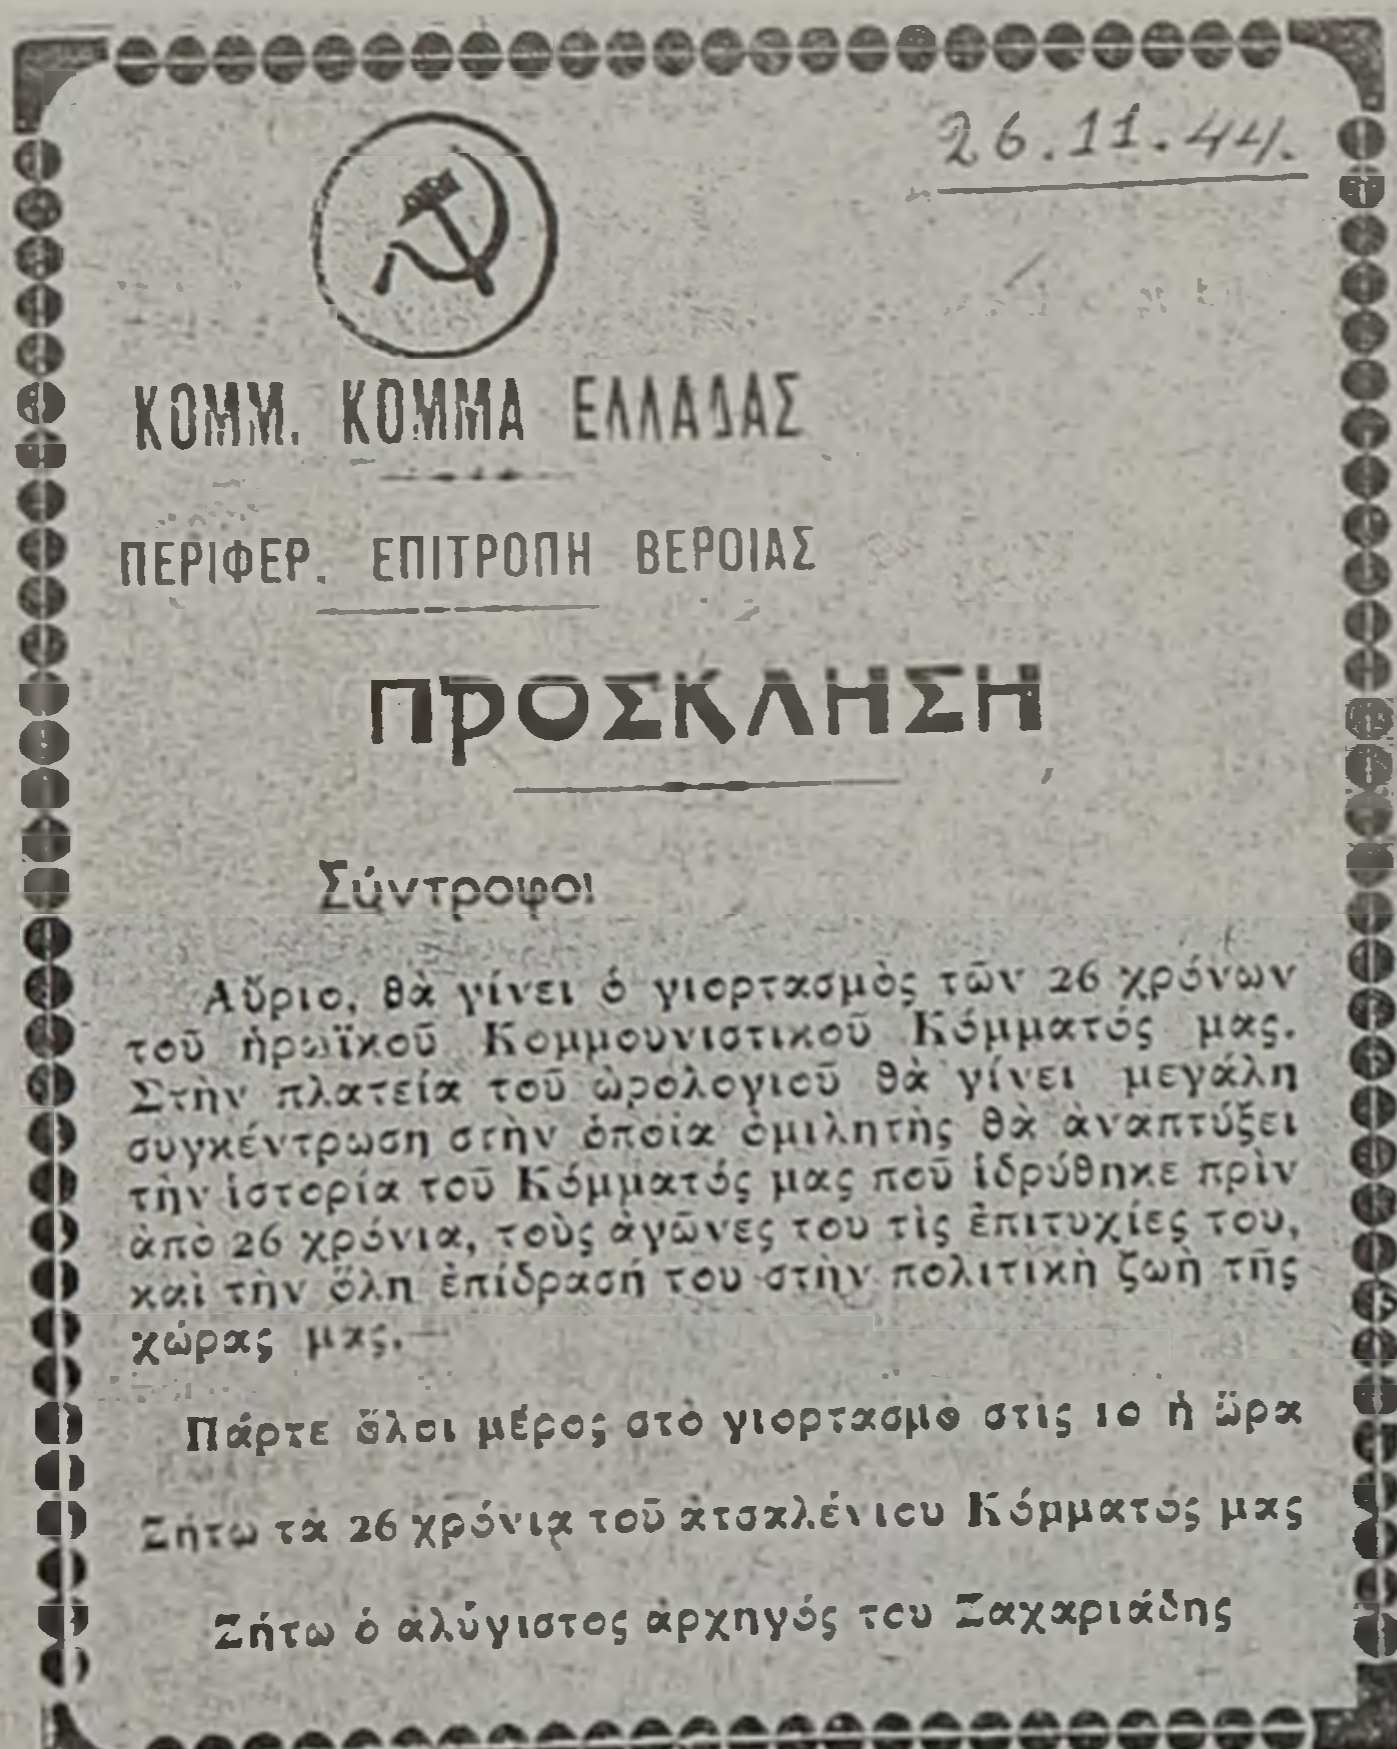 26.11.44.
ΚΟΜΜ. ΚΟΜΜΑ ΕΛΛΑΔΑΣ
ΠΕΡΙΦΕΡ. ΕΠΙΤΡΟΠΗ ΒΕΡΟΙΑΣ
ΠΡΟΣΚΛΗΣΗ
Σύντροφοι
Αὔριο, θὰ γίνει ὁ γιορτασμὸς τῶν 26 χρόνων
τοῦ ἡρωϊκοῦ Κομμουνιστικοῦ Κόμματός μας.
Στὴν πλατεία τοῦ ὡρολογιοῦ θὰ γίνει μεγάλη
συγκέντρωση στὴν ὁποία ὁμιλητὴς θὰ ἀναπτύξει
τὴν ἱστορία τοῦ Κόμματός μας ποῦ ἱδρύθηκε πρὶν
ἀπὸ 26 χρόνια, τοὺς ἀγῶνες του τὶς ἐπιτυχίες του,
καὶ τὴν ὅλη ἐπίδρασή του στὴν πολιτικὴ ζωὴ τῆς
χώρας μας.—
Πάρτε ὅλοι μέρος στὸ γιορτασμὸ στὶς 10 ἡ ὥρα
Ζήτω τὰ 26 χρόνια τοῦ ἀτσαλένιου Κόμματός μας
Ζήτω ὁ ἀλύγιστος ἀρχηγός του Ζαχαριάδης